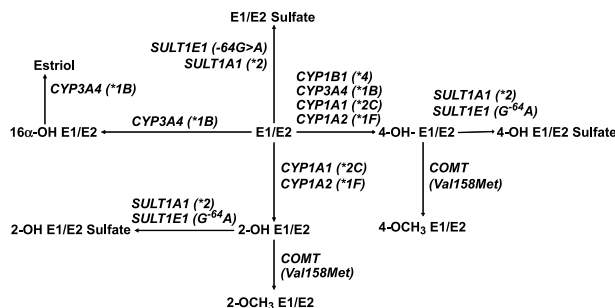 E1/E2 Sulfate
SULT1E1 (-64G>A)
SULT1A1 (*2)
Estriol
CYP3A4 (*1B)
CYP1B1 (*4)
CYP3A4 (*1B)
CYP1A1 (*2C)
CYP1A2 (*1F)
SULT1A1 (*2)
SULT1E1 (G⁻⁶⁴A)
16α-OH E1/E2
CYP3A4 (*1B)
E1/E2
4-OH- E1/E2
4-OH E1/E2 Sulfate
CYP1A1 (*2C)
CYP1A2 (*1F)
COMT
(Val158Met)
SULT1A1 (*2)
SULT1E1 (G⁻⁶⁴A)
2-OH E1/E2 Sulfate
2-OH E1/E2
4-OCH₃ E1/E2
COMT
(Val158Met)
2-OCH₃ E1/E2